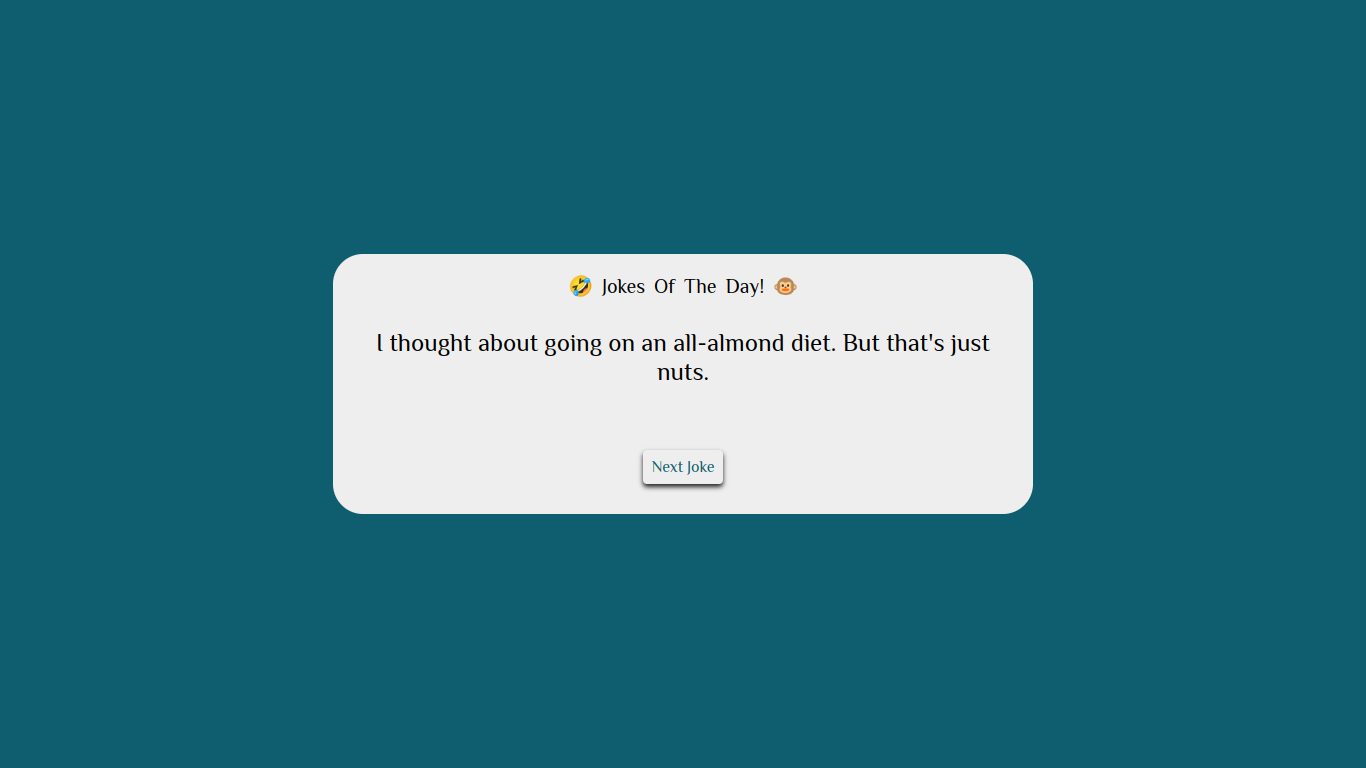 🤣 Jokes Of The Day! 🐵
I thought about going on an all-almond diet. But that's just
nuts.
Next Joke